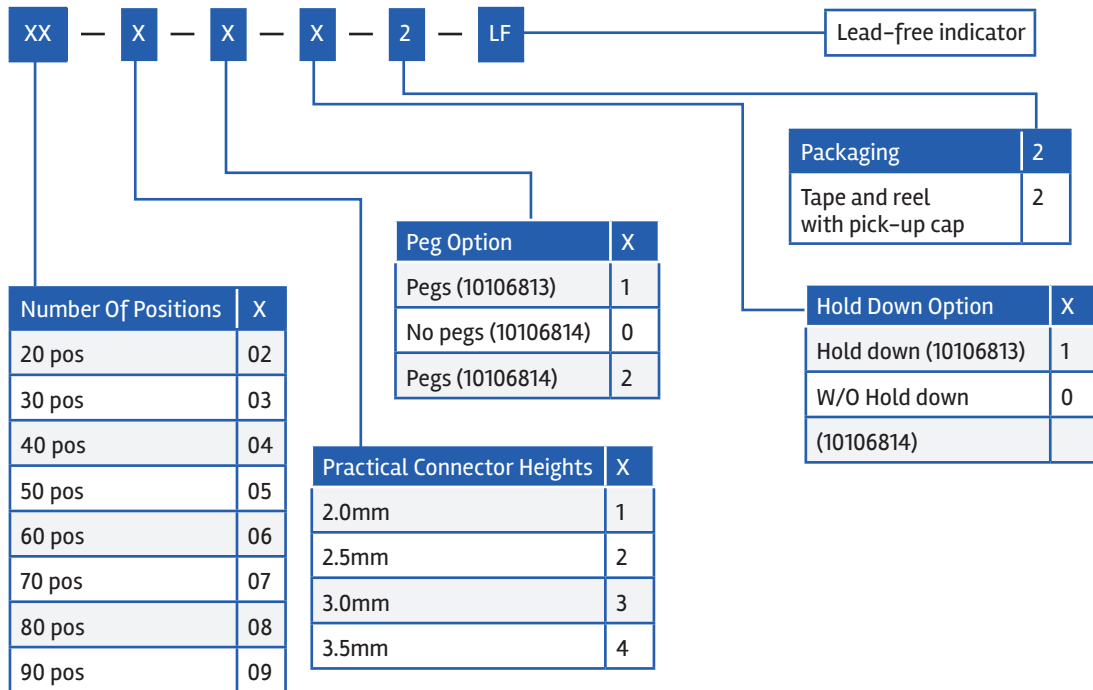 XX — X — X — X — 2 — LF
Lead-free indicator
Packaging 2
Tape and reel 2
with pick-up cap
Peg Option X
Pegs (10106813) 1
No pegs (10106814) 0
Pegs (10106814) 2
Hold Down Option X
Hold down (10106813) 1
W/O Hold down 0
(10106814)
Number Of Positions X
20 pos 02
30 pos 03
40 pos 04
50 pos 05
60 pos 06
70 pos 07
80 pos 08
90 pos 09
Practical Connector Heights X
2.0mm 1
2.5mm 2
3.0mm 3
3.5mm 4